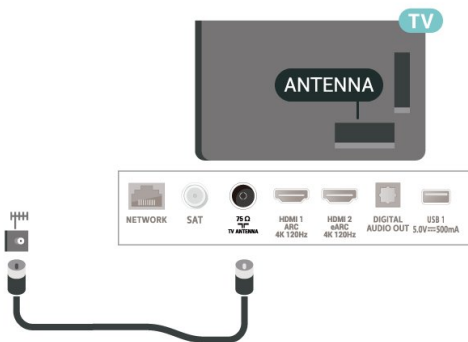 TV
ANTENNA
NETWORK
SAT
75 Ω
TV ANTENNA
HDMI 1
ARC
4K 120Hz
HDMI 2
eARC
4K 120Hz
DIGITAL
AUDIO OUT
USB 1
5.0V⎓500mA